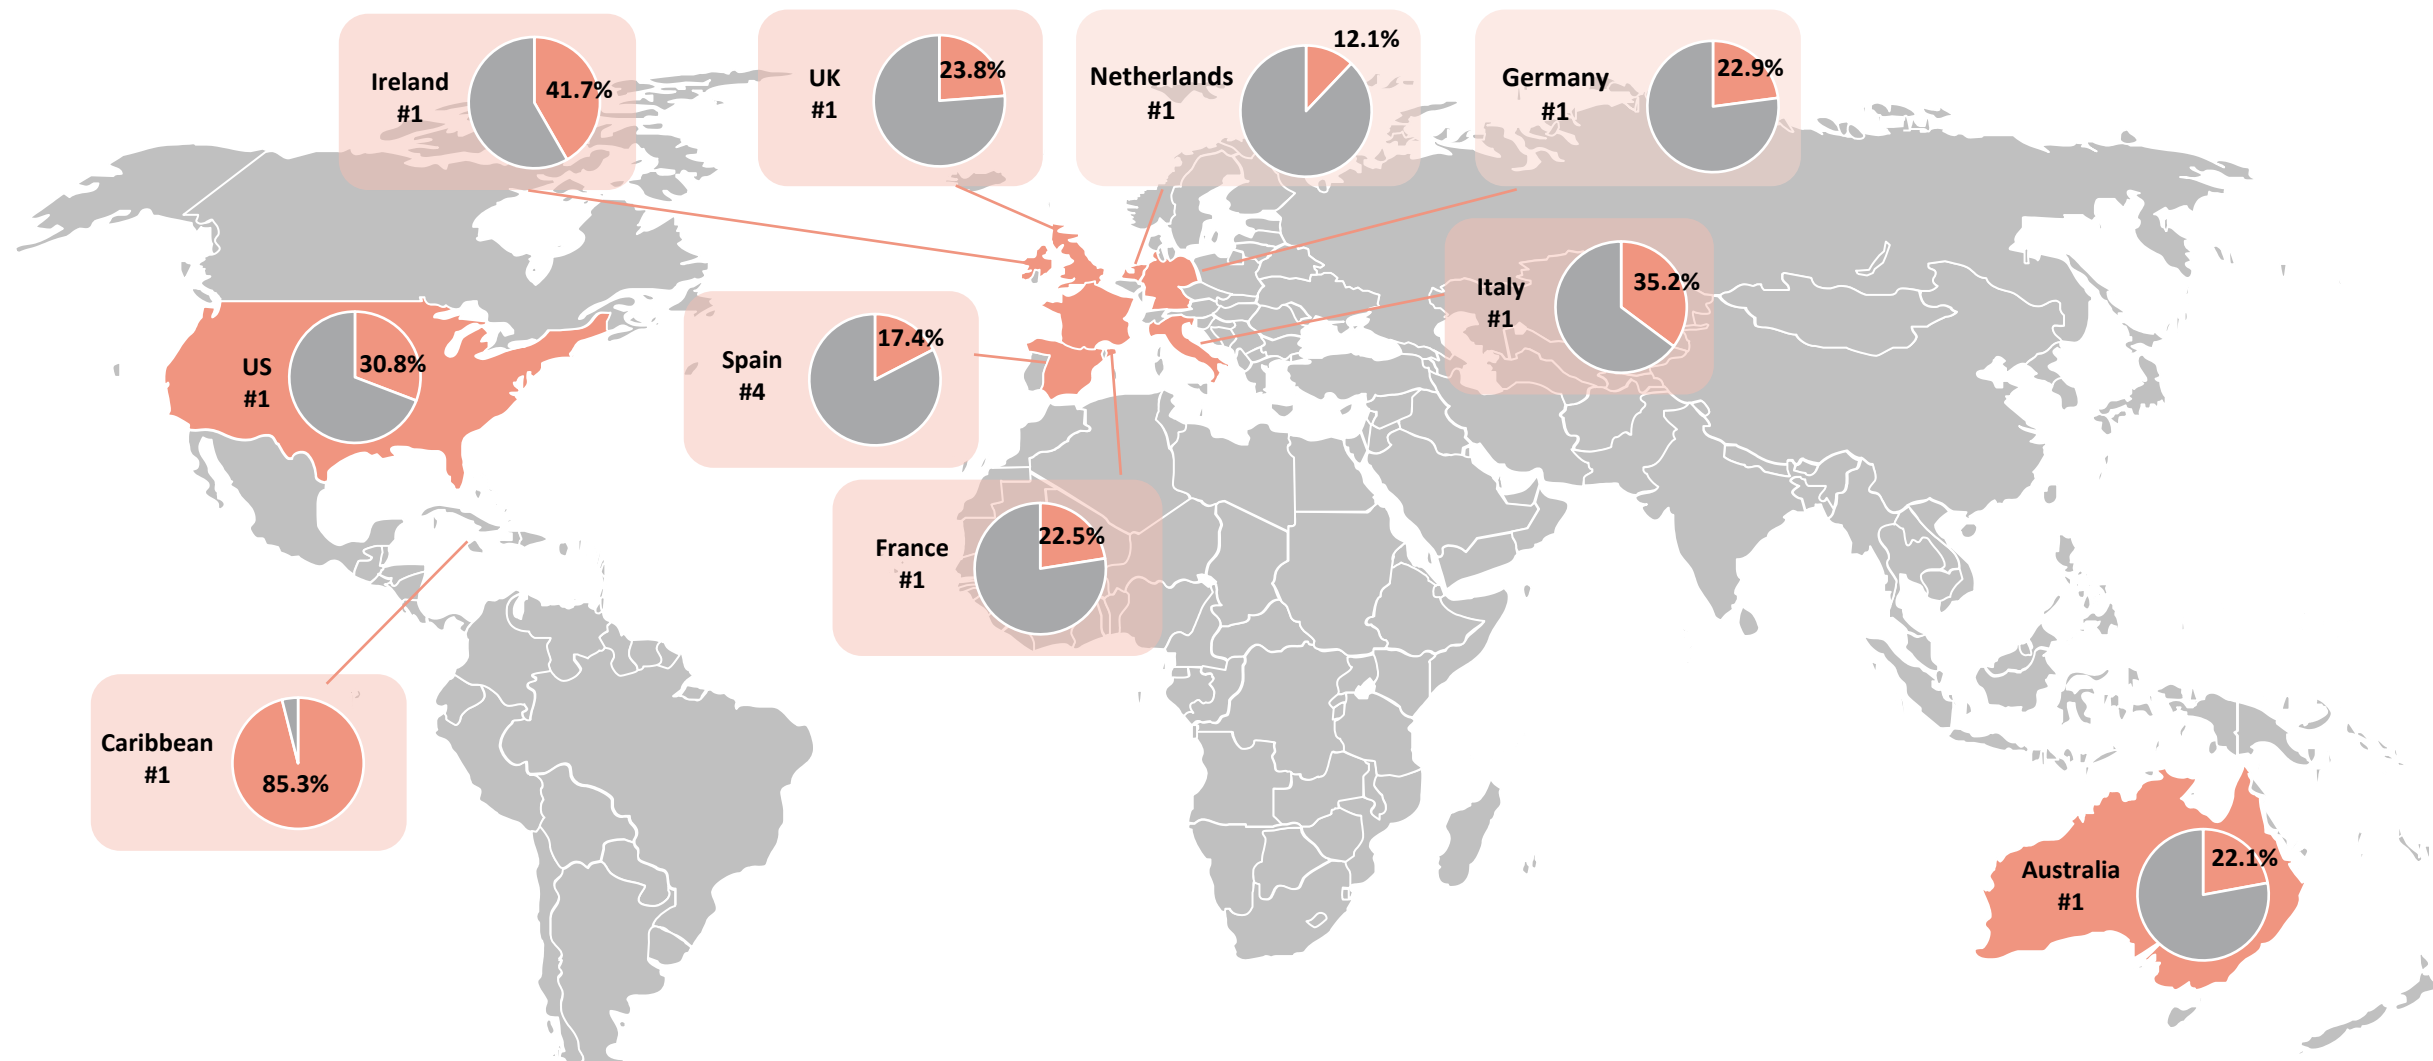 Ireland
#1
41.7%
UK
#1
23.8%
Netherlands
#1
12.1%
Germany
#1
22.9%
Italy
#1
35.2%
US
#1
30.8%
Spain
#4
17.4%
France
#1
22.5%
Caribbean
#1
85.3%
Australia
#1
22.1%